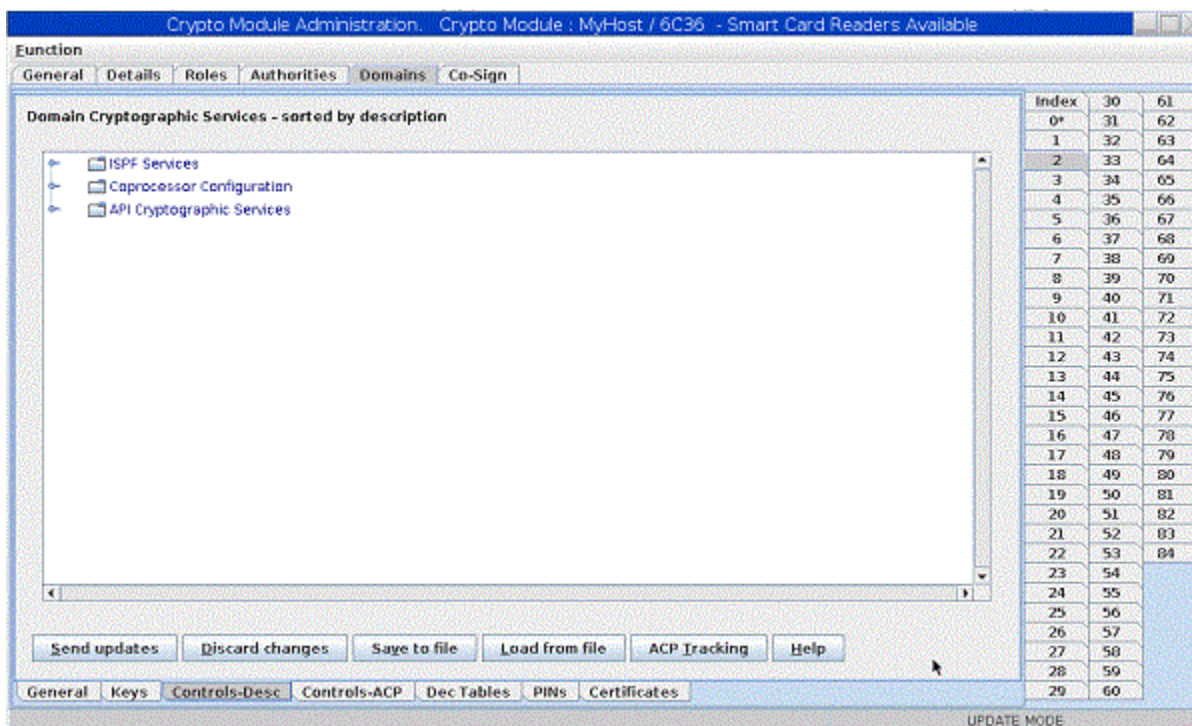 Crypto Module Administration. Crypto Module : MyHost / 6C36 - Smart Card Readers Available
Function
General Details Roles Authorities Domains Co-Sign
Domain Cryptographic Services - sorted by description
ISPF Services
Coprocessor Configuration
API Cryptographic Services
Index 30 61
0* 31 62
1 32 63
2 33 64
3 34 65
4 35 66
5 36 67
6 37 68
7 38 69
8 39 70
9 40 71
10 41 72
11 42 73
12 43 74
13 44 75
14 45 76
15 46 77
16 47 78
17 48 79
18 49 80
19 50 81
20 51 82
21 52 83
22 53 84
23 54
24 55
25 56
26 57
27 58
28 59
29 60
Send updates Discard changes Save to file Load from file ACP Tracking Help
General Keys Controls-Desc Controls-ACP Dec Tables PINs Certificates
UPDATE MODE